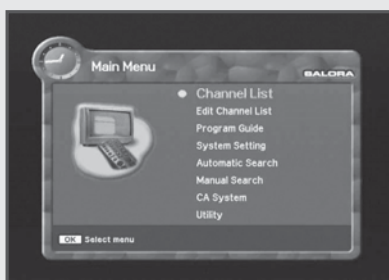 Main Menu
SALORA
Channel List
Edit Channel List
Program Guide
System Setting
Automatic Search
Manual Search
CA System
Utility
OK Select menu